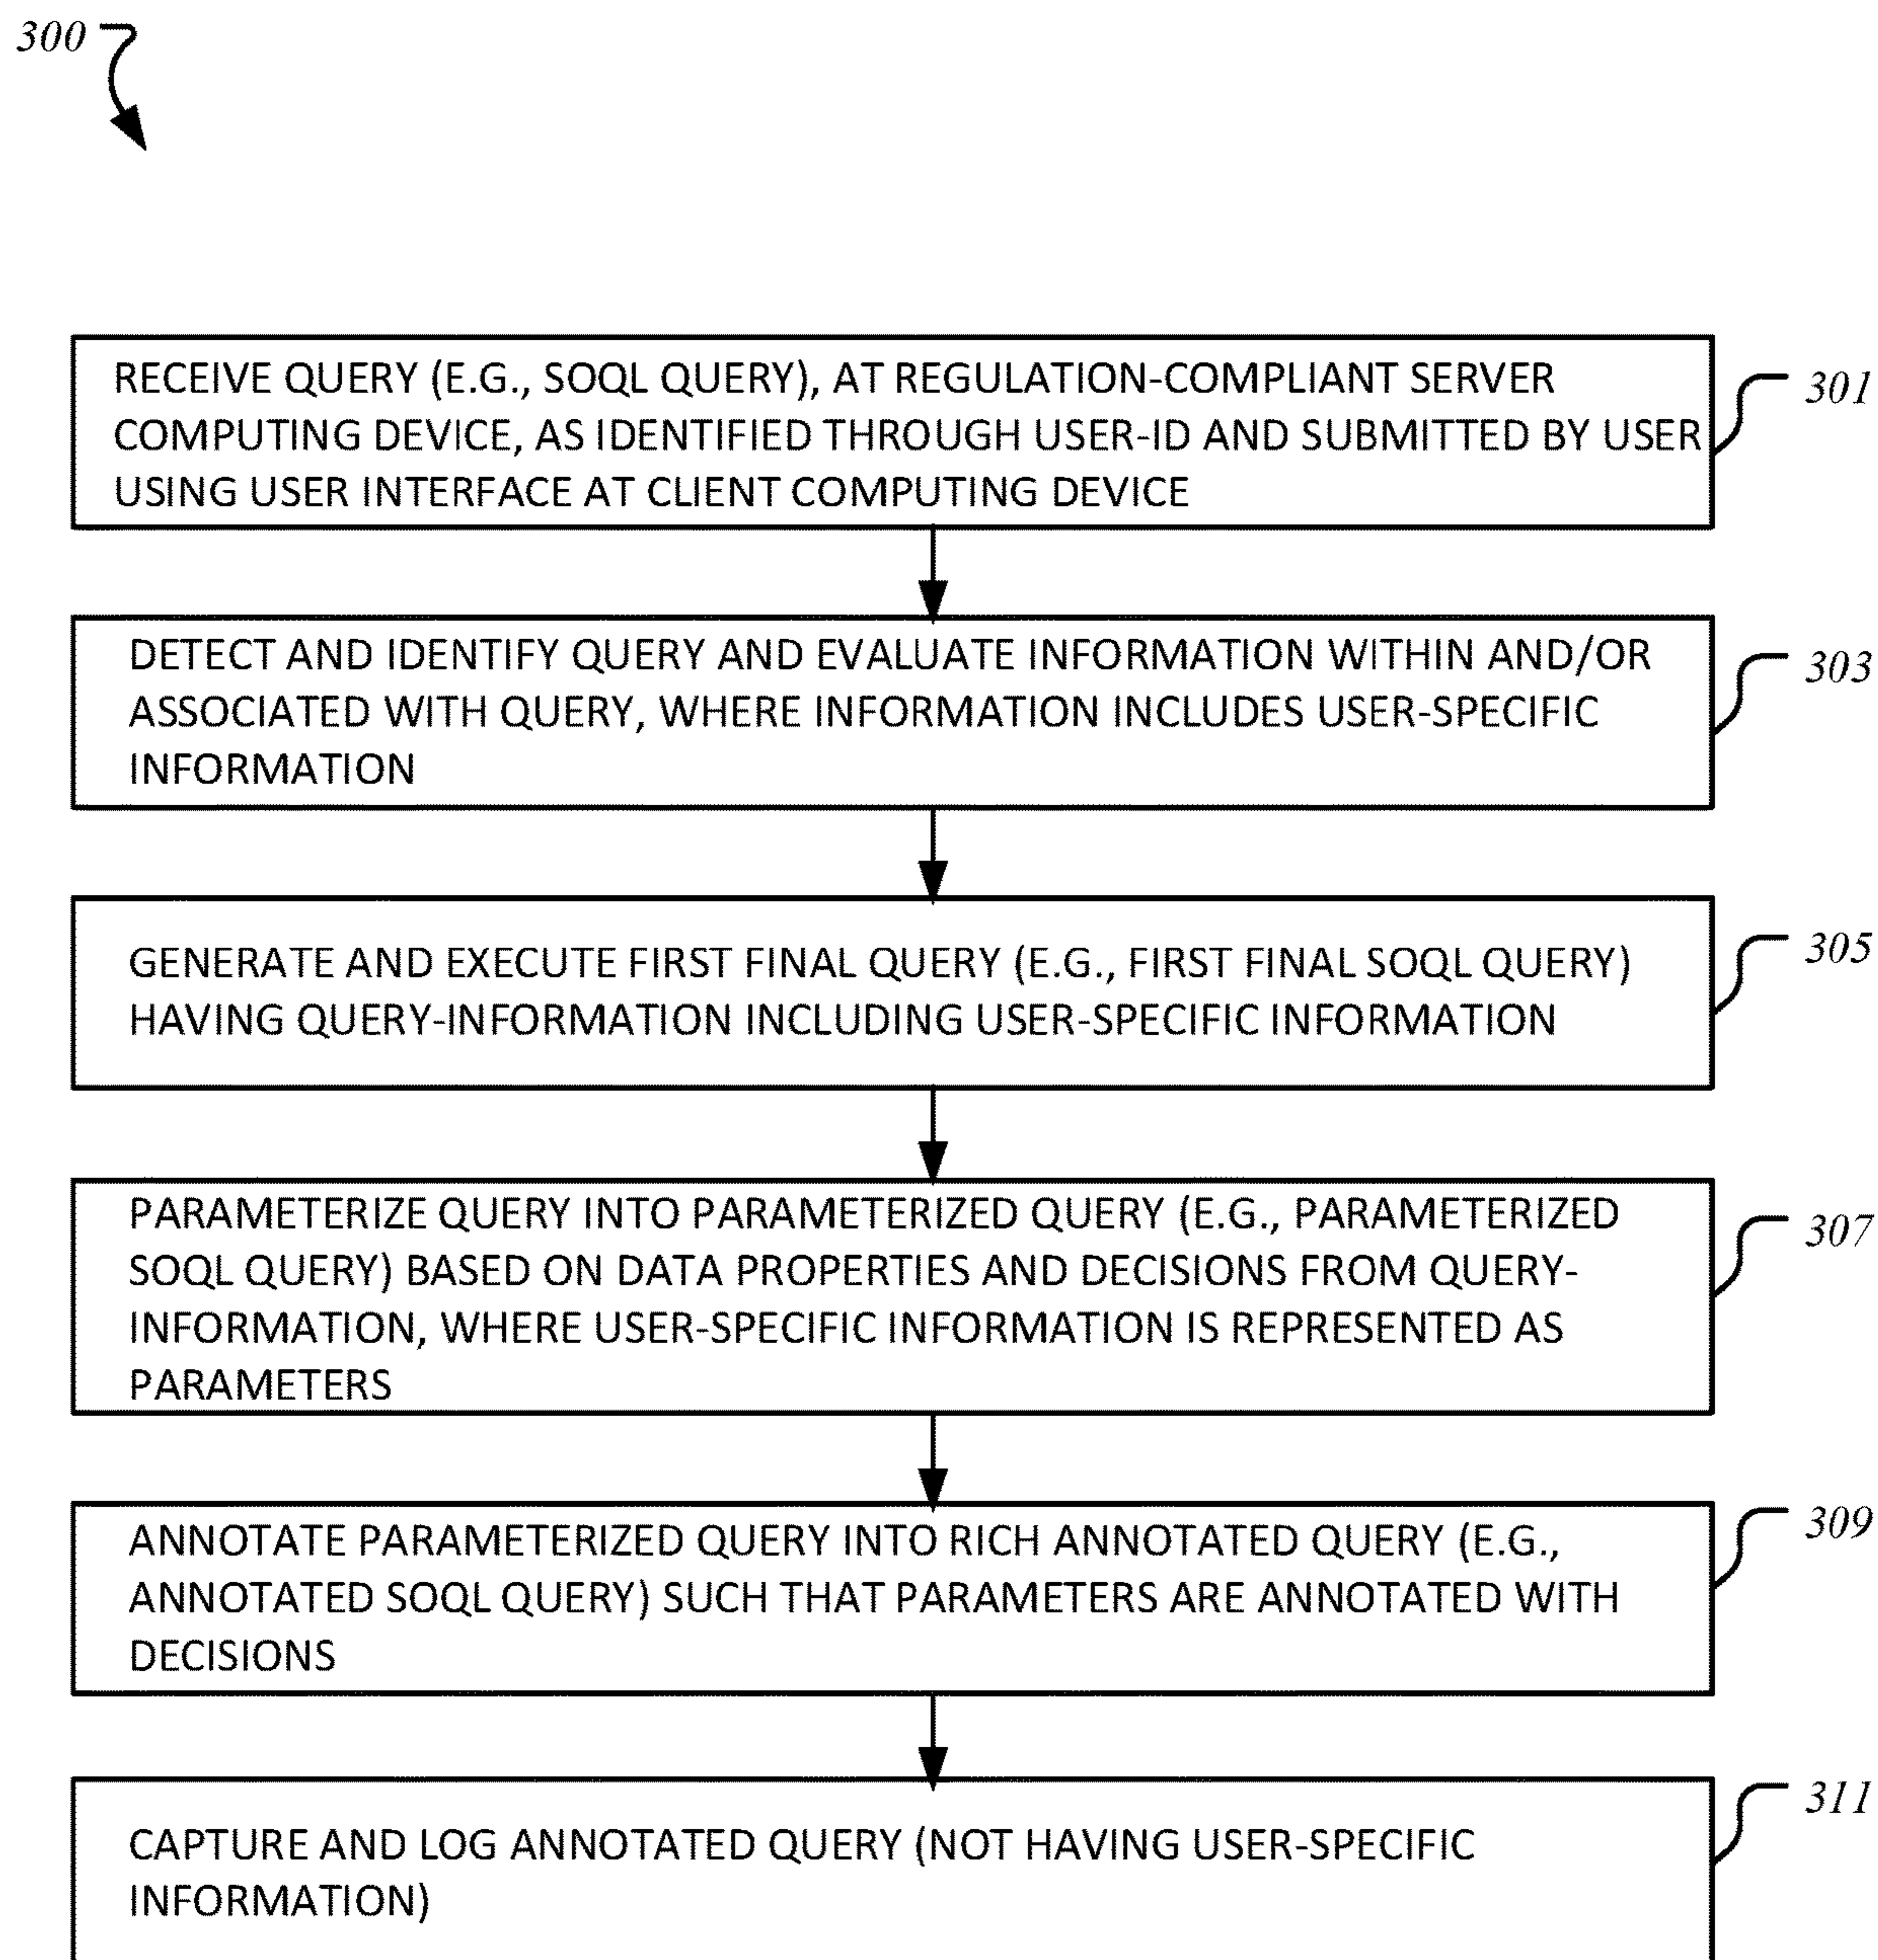 300
RECEIVE QUERY (E.G., SOQL QUERY), AT REGULATION-COMPLIANT SERVER
COMPUTING DEVICE, AS IDENTIFIED THROUGH USER-ID AND SUBMITTED BY USER
USING USER INTERFACE AT CLIENT COMPUTING DEVICE
301
DETECT AND IDENTIFY QUERY AND EVALUATE INFORMATION WITHIN AND/OR
ASSOCIATED WITH QUERY, WHERE INFORMATION INCLUDES USER-SPECIFIC
INFORMATION
303
GENERATE AND EXECUTE FIRST FINAL QUERY (E.G., FIRST FINAL SOQL QUERY)
HAVING QUERY-INFORMATION INCLUDING USER-SPECIFIC INFORMATION
305
PARAMETERIZE QUERY INTO PARAMETERIZED QUERY (E.G., PARAMETERIZED
SOQL QUERY) BASED ON DATA PROPERTIES AND DECISIONS FROM QUERY-
INFORMATION, WHERE USER-SPECIFIC INFORMATION IS REPRESENTED AS
PARAMETERS
307
ANNOTATE PARAMETERIZED QUERY INTO RICH ANNOTATED QUERY (E.G.,
ANNOTATED SOQL QUERY) SUCH THAT PARAMETERS ARE ANNOTATED WITH
DECISIONS
309
CAPTURE AND LOG ANNOTATED QUERY (NOT HAVING USER-SPECIFIC
INFORMATION)
311